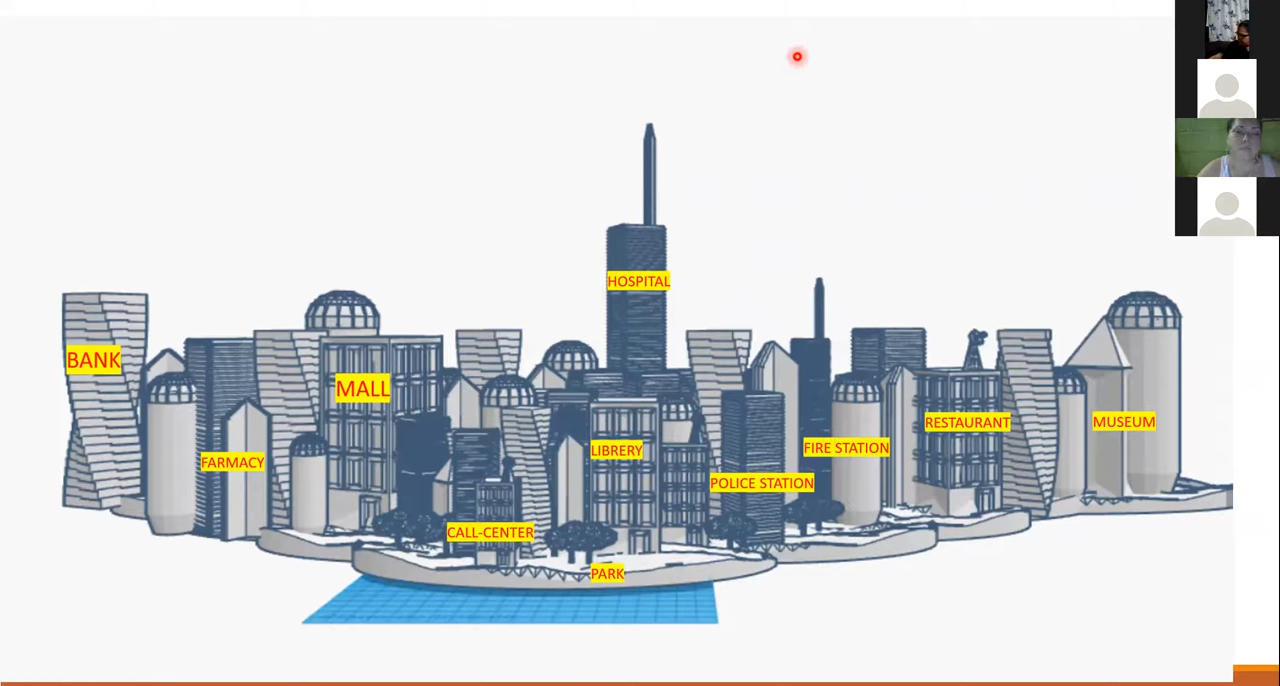 HOSPITAL
BANK
MALL
FARMACY
LIBRERY
RESTAURANT
MUSEUM
FIRE STATION
POLICE STATION
CALL-CENTER
PARK